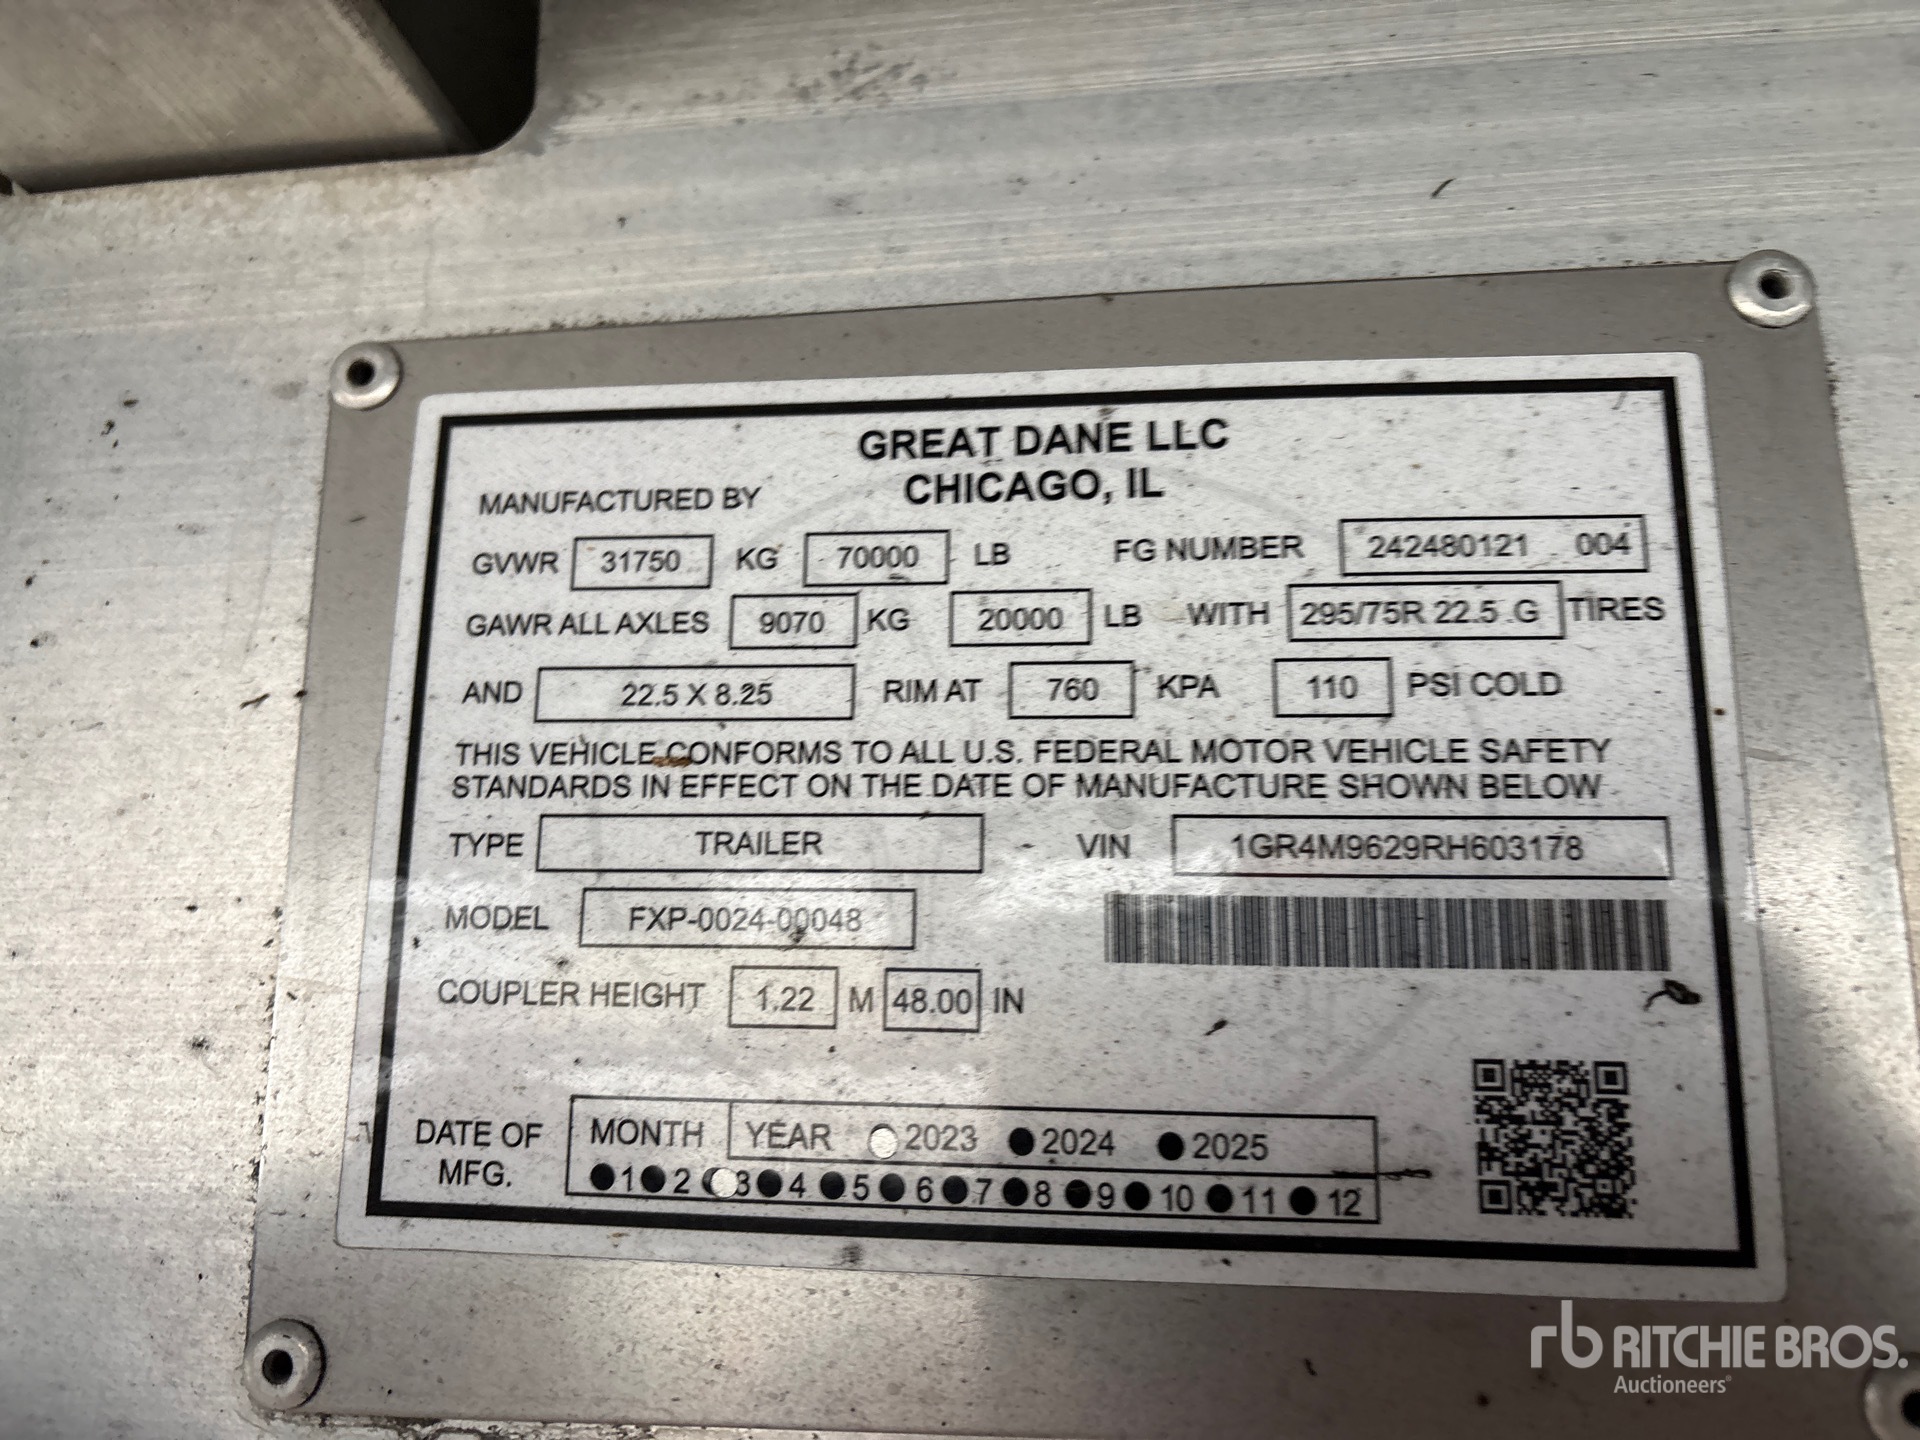 GREAT DANE LLC
MANUFACTURED BY CHICAGO, IL
GVWR 31750 KG 70000 LB FG NUMBER 242480121 004
GAWR ALL AXLES 9070 KG 20000 LB WITH 295/75R 22.5 G TIRES
AND 22.5 X 8.25 RIM AT 760 KPA 110 PSI COLD
THIS VEHICLE CONFORMS TO ALL U.S. FEDERAL MOTOR VEHICLE SAFETY
STANDARDS IN EFFECT ON THE DATE OF MANUFACTURE SHOWN BELOW
TYPE TRAILER VIN 1GR4M9629RH603178
MODEL FXP-0024-00048
COUPLER HEIGHT 1.22 M 48.00 IN
DATE OF MFG. MONTH YEAR 2023 2024 2025
1 2 3 4 5 6 7 8 9 10 11 12
rb RITCHIE BROS.
Auctioneers